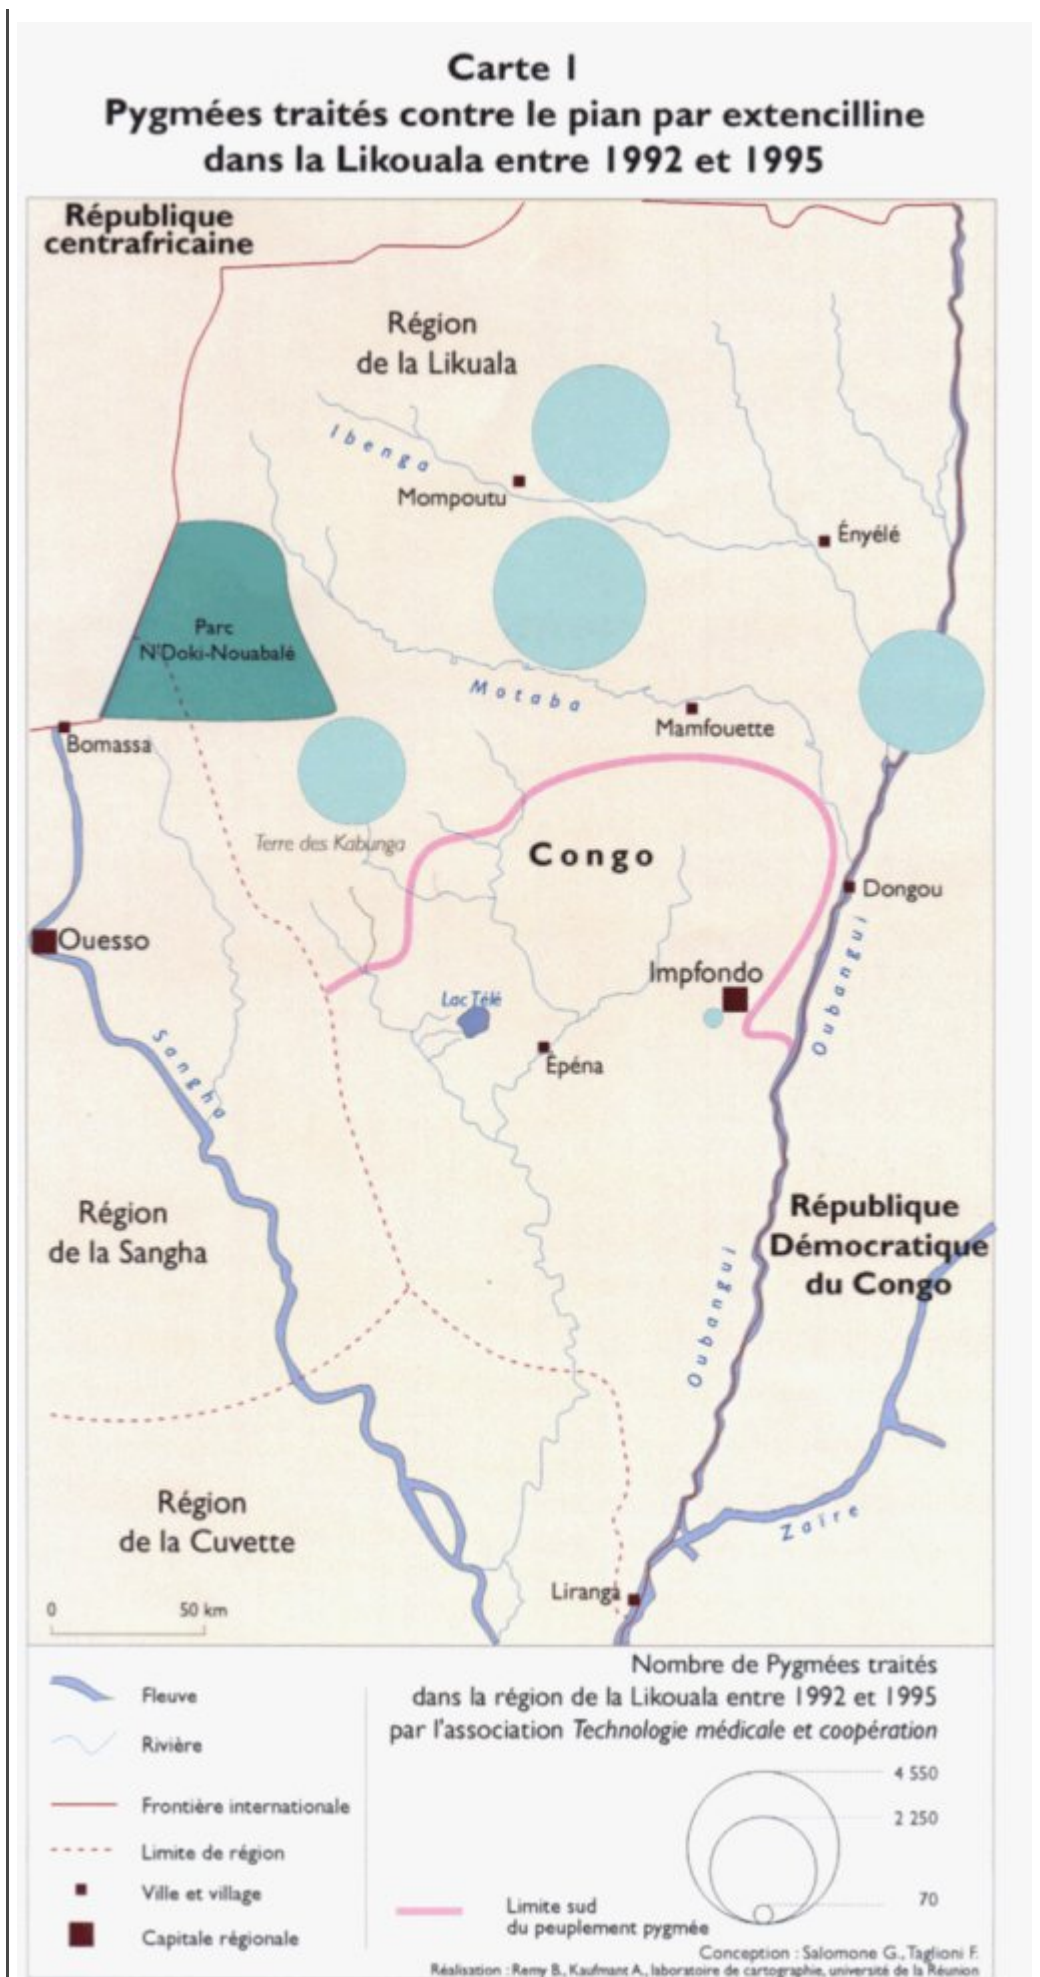 Carte 1
Pygmées traités contre le pian par extencilline
dans la Likouala entre 1992 et 1995
République
centrafricaine
Région
de la Likuala
Ibenga
Mompoutu
Ényélé
Parc
N'Doki-Nouabalé
Motaba
Mamfouette
Bomassa
Terre des Kabunga
Congo
Dongou
Ouesso
Impfondo
Oubangui
Lac Télé
Épéna
Sangha
République
Démocratique
du Congo
Région
de la Sangha
Oubangui
Région
de la Cuvette
Zaïre
Liranga
0 50 km
Fleuve
Rivière
Frontière internationale
Limite de région
Ville et village
Capitale régionale
Nombre de Pygmées traités
dans la région de la Likouala entre 1992 et 1995
par l'association Technologie médicale et coopération
4 550
2 250
70
Limite sud
du peuplement pygmée
Conception : Salomone G., Taglioni F.
Réalisation : Remy B., Kaufmant A., laboratoire de cartographie, université de la Réunion